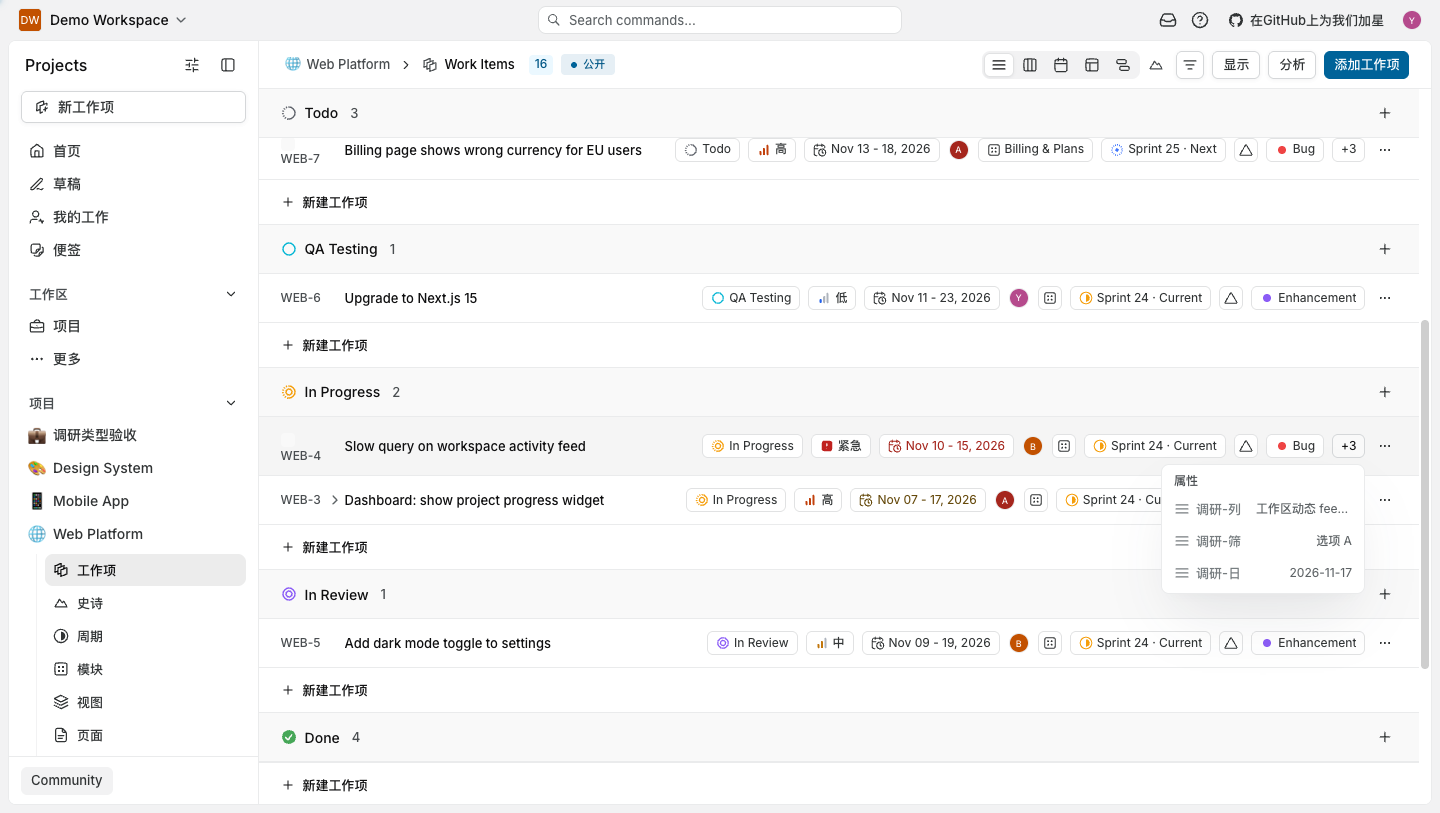 DW Demo Workspace
Search commands...
在GitHub上为我们加星
Y
Projects
新工作项
首页
草稿
我的工作
便签
工作区
项目
更多
项目
调研类型验收
Design System
Mobile App
Web Platform
工作项
史诗
周期
模块
视图
页面
Community
Web Platform
Work Items 16 公开
显示
分析
添加工作项
Todo 3
WEB-7 Billing page shows wrong currency for EU users Todo 高 Nov 13 - 18, 2026 A Billing & Plans Sprint 25 · Next Bug +3
新建工作项
QA Testing 1
WEB-6 Upgrade to Next.js 15 QA Testing 低 Nov 11 - 23, 2026 Y Sprint 24 · Current Enhancement
新建工作项
In Progress 2
WEB-4 Slow query on workspace activity feed In Progress 紧急 Nov 10 - 15, 2026 B Sprint 24 · Current Bug +3
WEB-3 Dashboard: show project progress widget In Progress 高 Nov 07 - 17, 2026 A Sprint 24 · Cu
属性
调研-列 工作区动态 fee...
调研-筛 选项 A
调研-日 2026-11-17
新建工作项
In Review 1
WEB-5 Add dark mode toggle to settings In Review 中 Nov 09 - 19, 2026 B Sprint 24 · Current Enhancement
新建工作项
Done 4
新建工作项